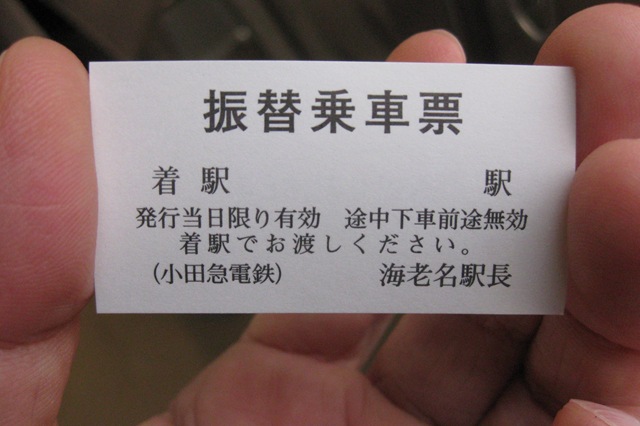 振替乗車票
着駅 駅
発行当日限り有効 途中下車前途無効
着駅でお渡しください。
(小田急電鉄) 海老名駅長